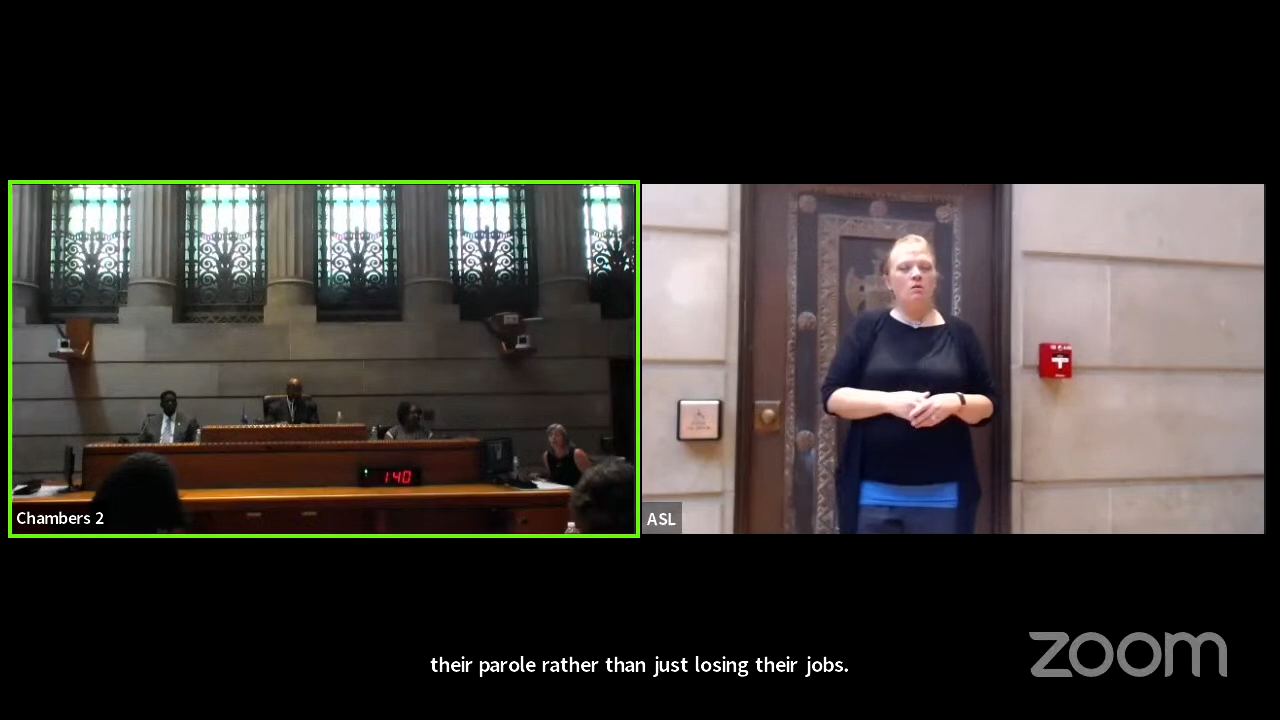 140
Chambers 2
ASL
their parole rather than just losing their jobs.
zoom